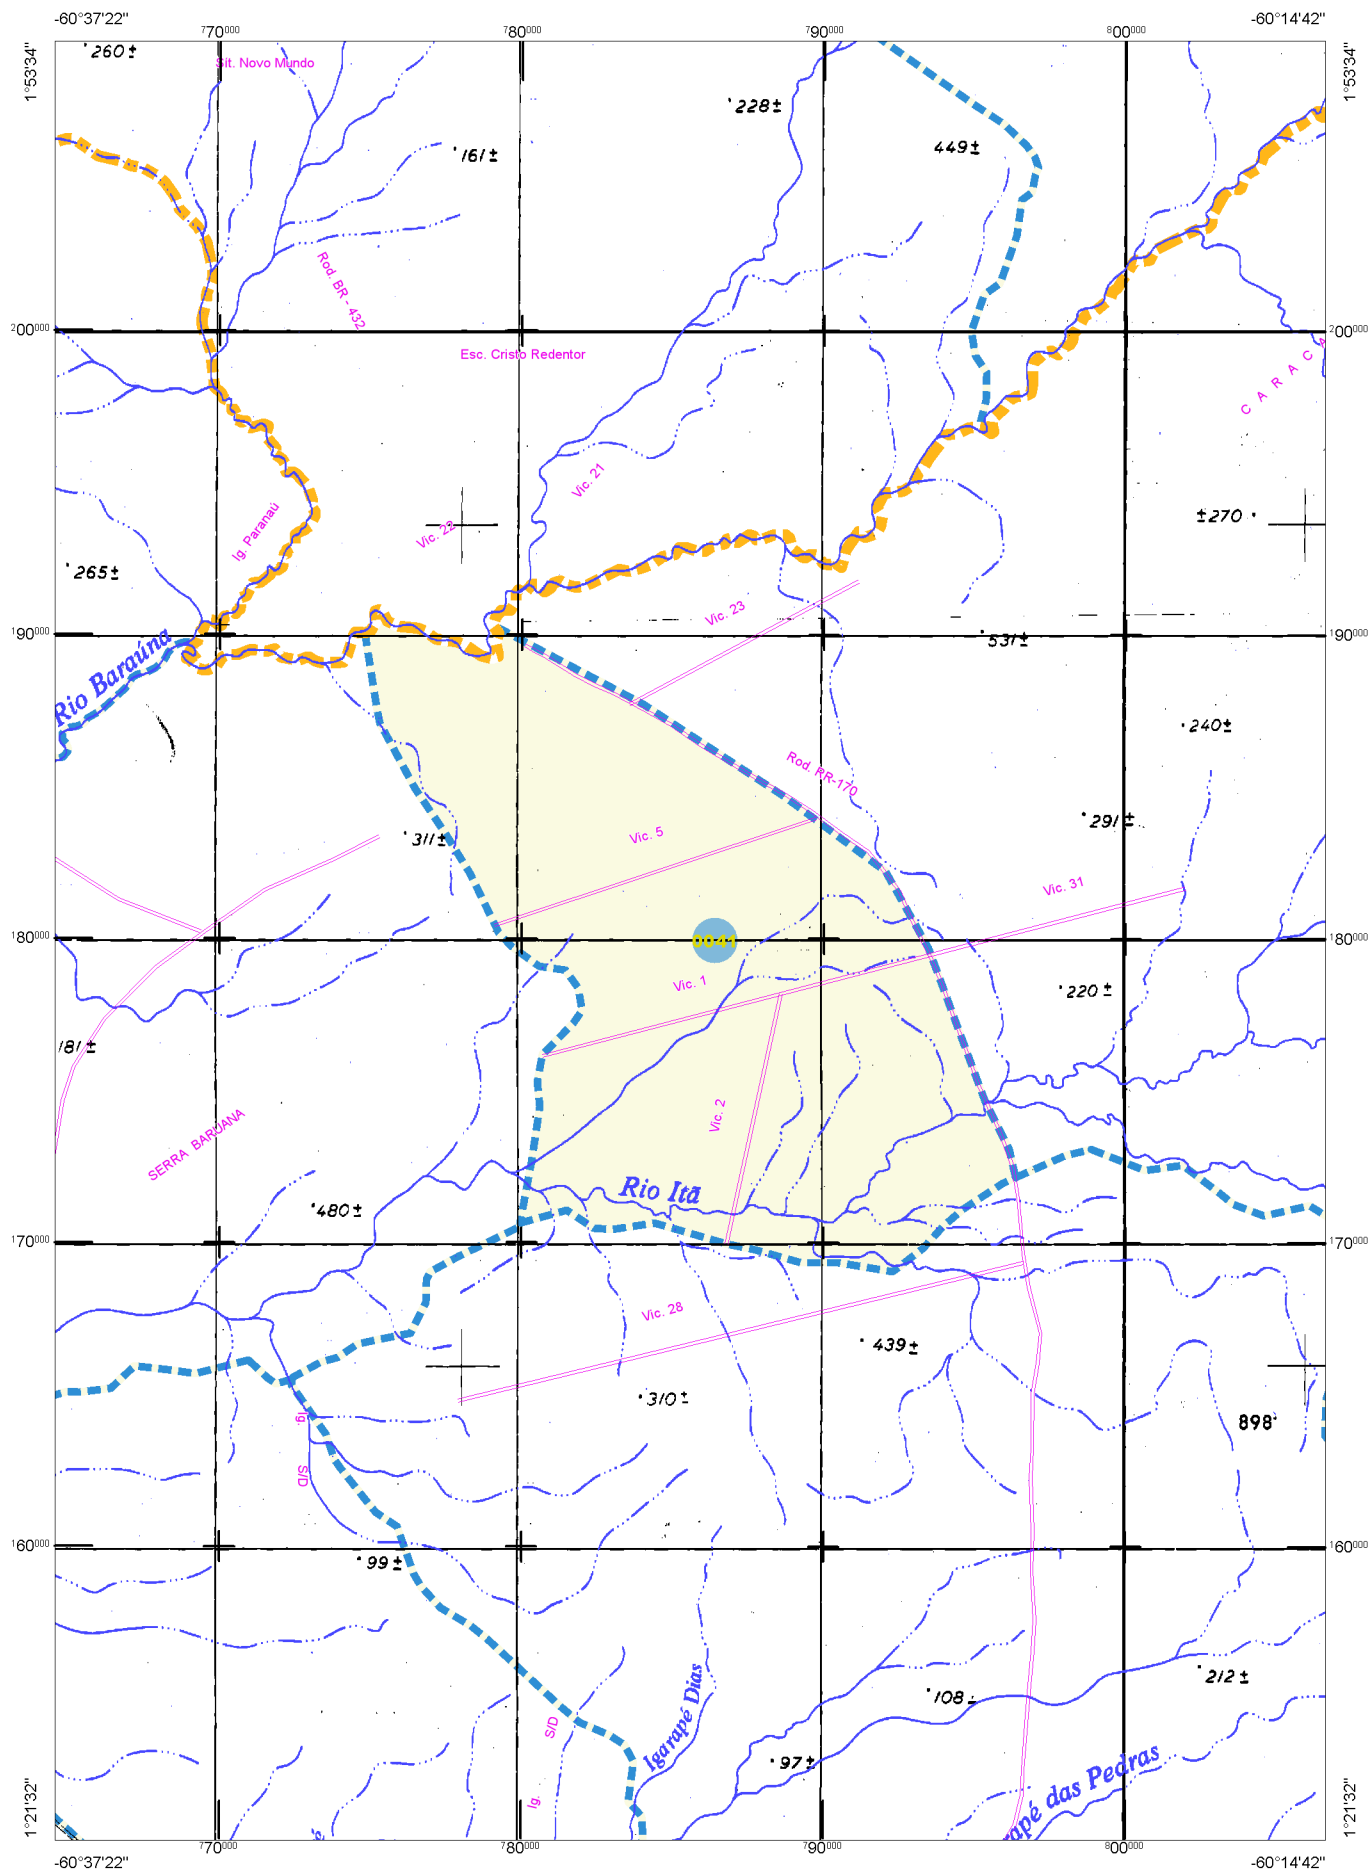 -60°37'22"
-60°14'42"
770000
780000
790000
800000
1°53'34"
1°53'34"
260±
Sit. Novo Mundo
228±
161±
449±
Rod. BR - 432
200000
200000
Esc. Cristo Redentor
C A R A C A
Vic. 21
Ig. Paranaú
Vic. 22
±270
265±
Vic. 23
190000
190000
531±
Rio Baraúna
240±
Rod. RR-170
291±
311±
Vic. 5
Vic. 31
180000
0041
180000
Vic. 1
220±
181±
Vic. 2
SERRA BARUANA
Rio Itã
480±
170000
170000
Vic. 28
439±
310±
898
Ig.
S/D
160000
160000
99±
212±
108±
Igarapé Dias
S/D
97±
Ig.
apé das Pedras
é
1°21'32"
1°21'32"
770000
780000
790000
800000
-60°37'22"
-60°14'42"